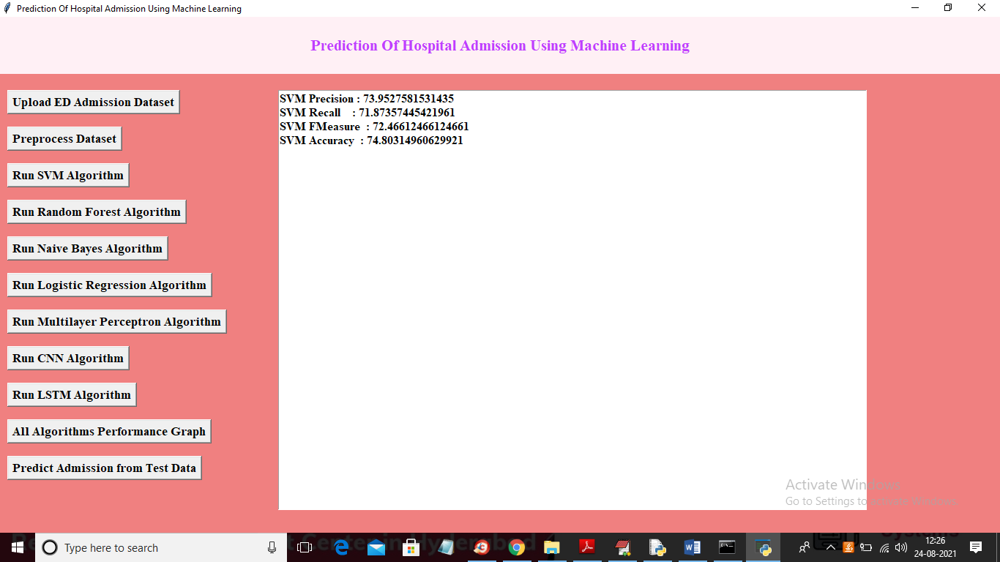 Prediction Of Hospital Admission Using Machine Learning
Prediction Of Hospital Admission Using Machine Learning
Upload ED Admission Dataset
Preprocess Dataset
Run SVM Algorithm
Run Random Forest Algorithm
Run Naive Bayes Algorithm
Run Logistic Regression Algorithm
Run Multilayer Perceptron Algorithm
Run CNN Algorithm
Run LSTM Algorithm
All Algorithms Performance Graph
Predict Admission from Test Data
SVM Precision : 73.9527581531435
SVM Recall : 71.87357445421961
SVM FMeasure : 72.46612466124661
SVM Accuracy : 74.80314960629921
Activate Windows
Go to Settings to activate Windows.
Type here to search
12:26
24-08-2021